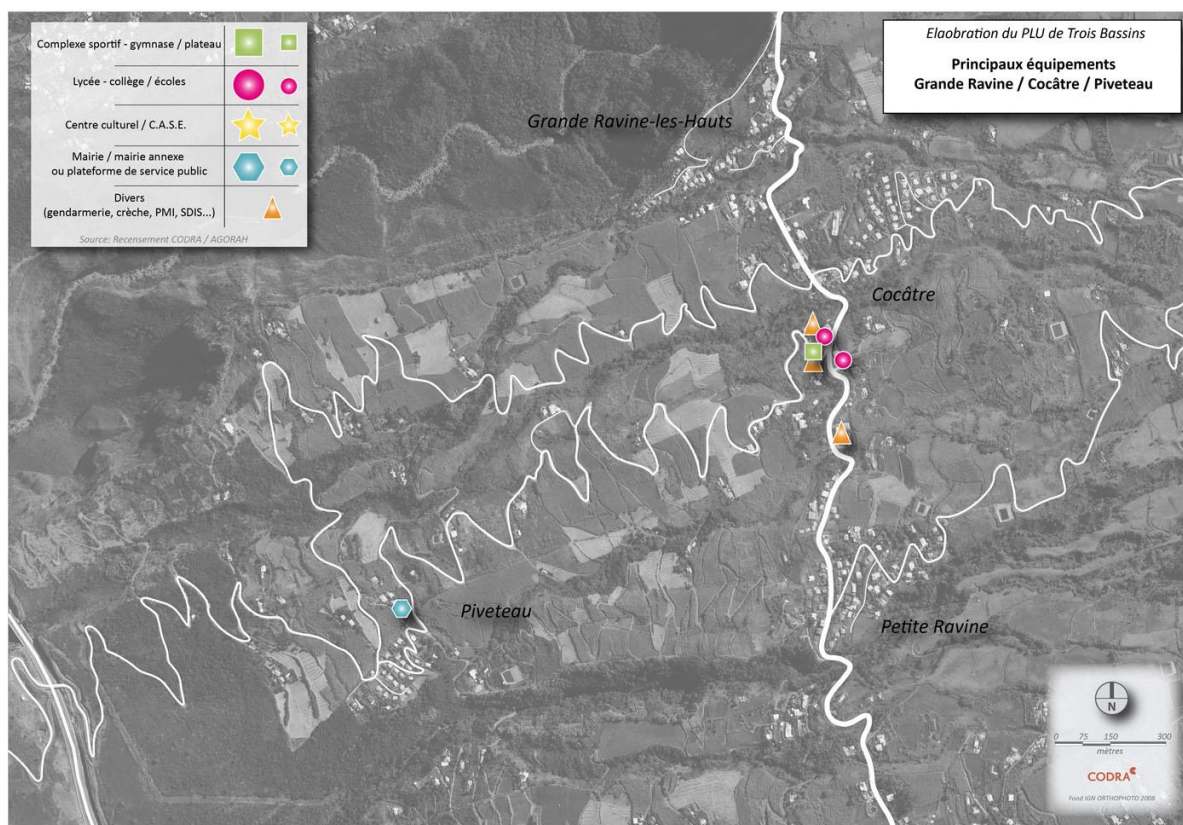 Complexe sportif - gymnase / plateau
Lycée - collège / écoles
Centre culturel / C.A.S.E.
Mairie / mairie annexe
ou plateforme de service public
Divers
(gendarmerie, crèche, PMI, SDIS...)
Source: Recensement CODRA / AGORAH
Elaobration du PLU de Trois Bassins
Principaux équipements
Grande Ravine / Cocâtre / Piveteau
Grande Ravine-les-Hauts
Cocâtre
Piveteau
Petite Ravine
N
0 75 150 300
mètres
CODRA
Fond IGN ORTHOPHOTO 2008